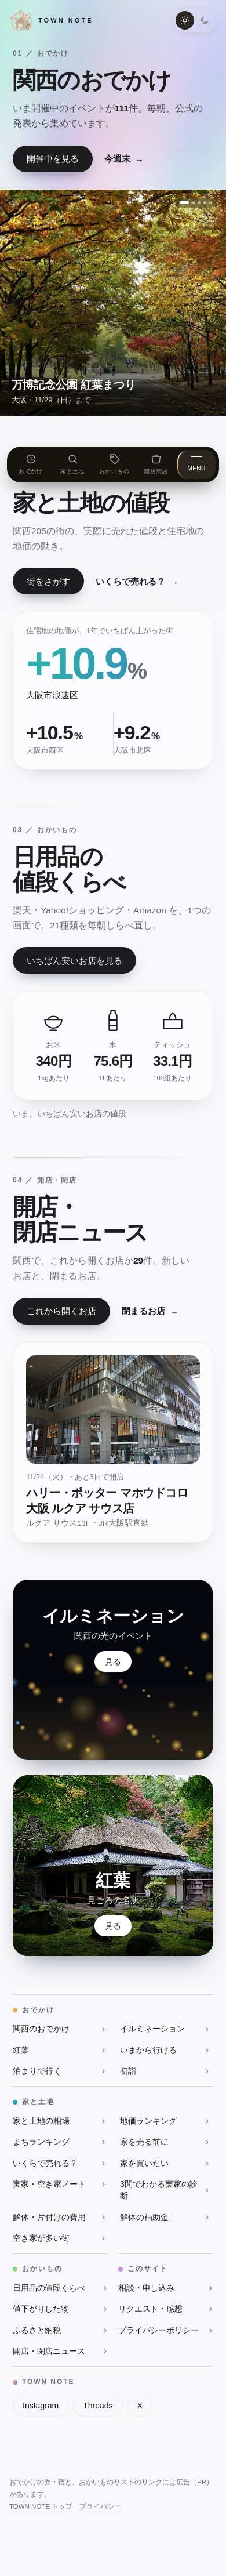 TOWN NOTE
01 ／ おでかけ
関西のおでかけ
いま開催中のイベントが111件。毎朝、公式の
発表から集めています。
開催中を見る
今週末 →
万博記念公園 紅葉まつり
大阪・11/29（日）まで
おでかけ
家と土地
おかいもの
開店閉店
MENU
家と土地の値段
関西205の街の、実際に売れた値段と住宅地の
地価の動き。
街をさがす
いくらで売れる？ →
住宅地の地価が、1年でいちばん上がった街
+10.9%
大阪市浪速区
+10.5%
大阪市西区
+9.2%
大阪市北区
03 ／ おかいもの
日用品の
値段くらべ
楽天・Yahoo!ショッピング・Amazon を、1つの
画面で。21種類を毎朝しらべ直し。
いちばん安いお店を見る
お米
340円
1kgあたり
水
75.6円
1Lあたり
ティッシュ
33.1円
100組あたり
いま、いちばん安いお店の値段
04 ／ 開店・閉店
開店・
閉店ニュース
関西で、これから開くお店が29件。新しい
お店と、閉まるお店。
これから開くお店
閉まるお店 →
11/24（火）・あと3日で開店
ハリー・ポッター マホウドコロ
大阪 ルクア サウス店
ルクア サウス13F・JR大阪駅直結
イルミネーション
関西の光のイベント
見る
紅葉
見ごろの名所
見る
おでかけ
関西のおでかけ ›
イルミネーション ›
紅葉 ›
いまから行ける ›
泊まりで行く ›
初詣 ›
家と土地
家と土地の相場 ›
地価ランキング ›
まちランキング ›
家を売る前に ›
いくらで売れる？ ›
家を買いたい ›
実家・空き家ノート ›
3問でわかる実家の診
断 ›
解体・片付けの費用 ›
解体の補助金 ›
空き家が多い街 ›
おかいもの
日用品の値段くらべ ›
値下がりした物 ›
ふるさと納税 ›
開店・閉店ニュース ›
このサイト
相談・申し込み ›
リクエスト・感想 ›
プライバシーポリシー ›
TOWN NOTE
Instagram
Threads
X
おでかけの券・宿と、おかいものリストのリンクには広告（PR）
があります。
TOWN NOTE トップ
プライバシー